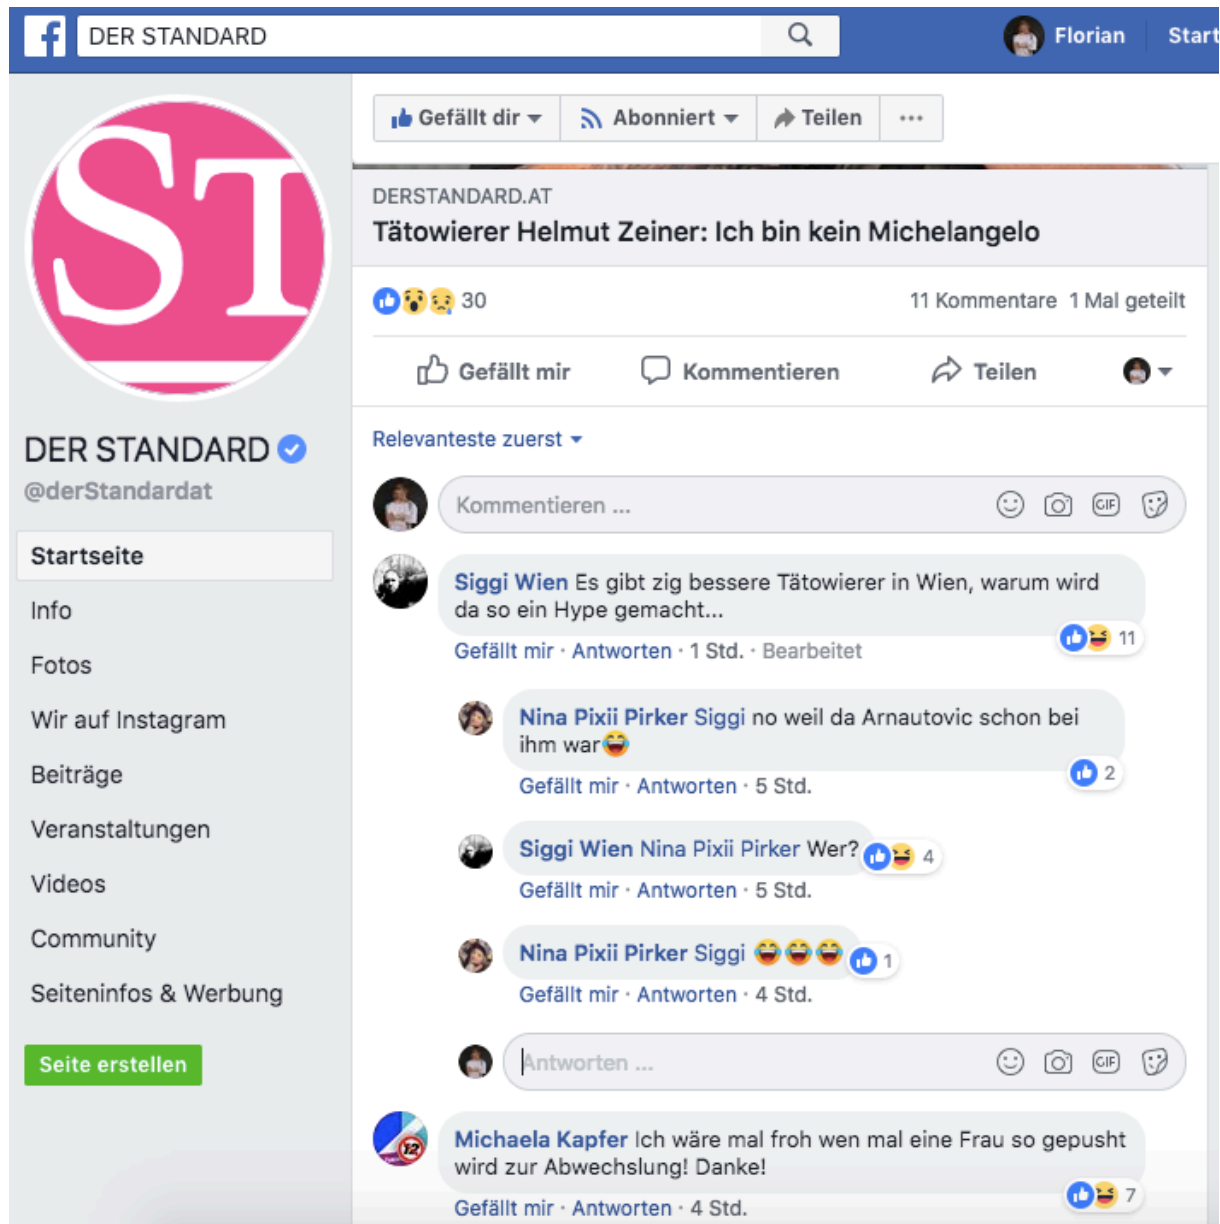 DER STANDARD
Florian
Start
ST
Gefällt dir
Abonniert
Teilen
DERSTANDARD.AT
Tätowierer Helmut Zeiner: Ich bin kein Michelangelo
30
11 Kommentare 1 Mal geteilt
Gefällt mir
Kommentieren
Teilen
DER STANDARD
@derStandardat
Startseite
Info
Fotos
Wir auf Instagram
Beiträge
Veranstaltungen
Videos
Community
Seiteninfos & Werbung
Seite erstellen
Relevanteste zuerst
Kommentieren ...
GIF
Siggi Wien Es gibt zig bessere Tätowierer in Wien, warum wird
da so ein Hype gemacht...
11
Gefällt mir · Antworten · 1 Std. · Bearbeitet
Nina Pixii Pirker Siggi no weil da Arnautovic schon bei
ihm war😂
2
Gefällt mir · Antworten · 5 Std.
Siggi Wien Nina Pixii Pirker Wer?
4
Gefällt mir · Antworten · 5 Std.
Nina Pixii Pirker Siggi 😂😂😂
1
Gefällt mir · Antworten · 4 Std.
Antworten ...
GIF
12
Michaela Kapfer Ich wäre mal froh wen mal eine Frau so gepusht
wird zur Abwechslung! Danke!
7
Gefällt mir · Antworten · 4 Std.